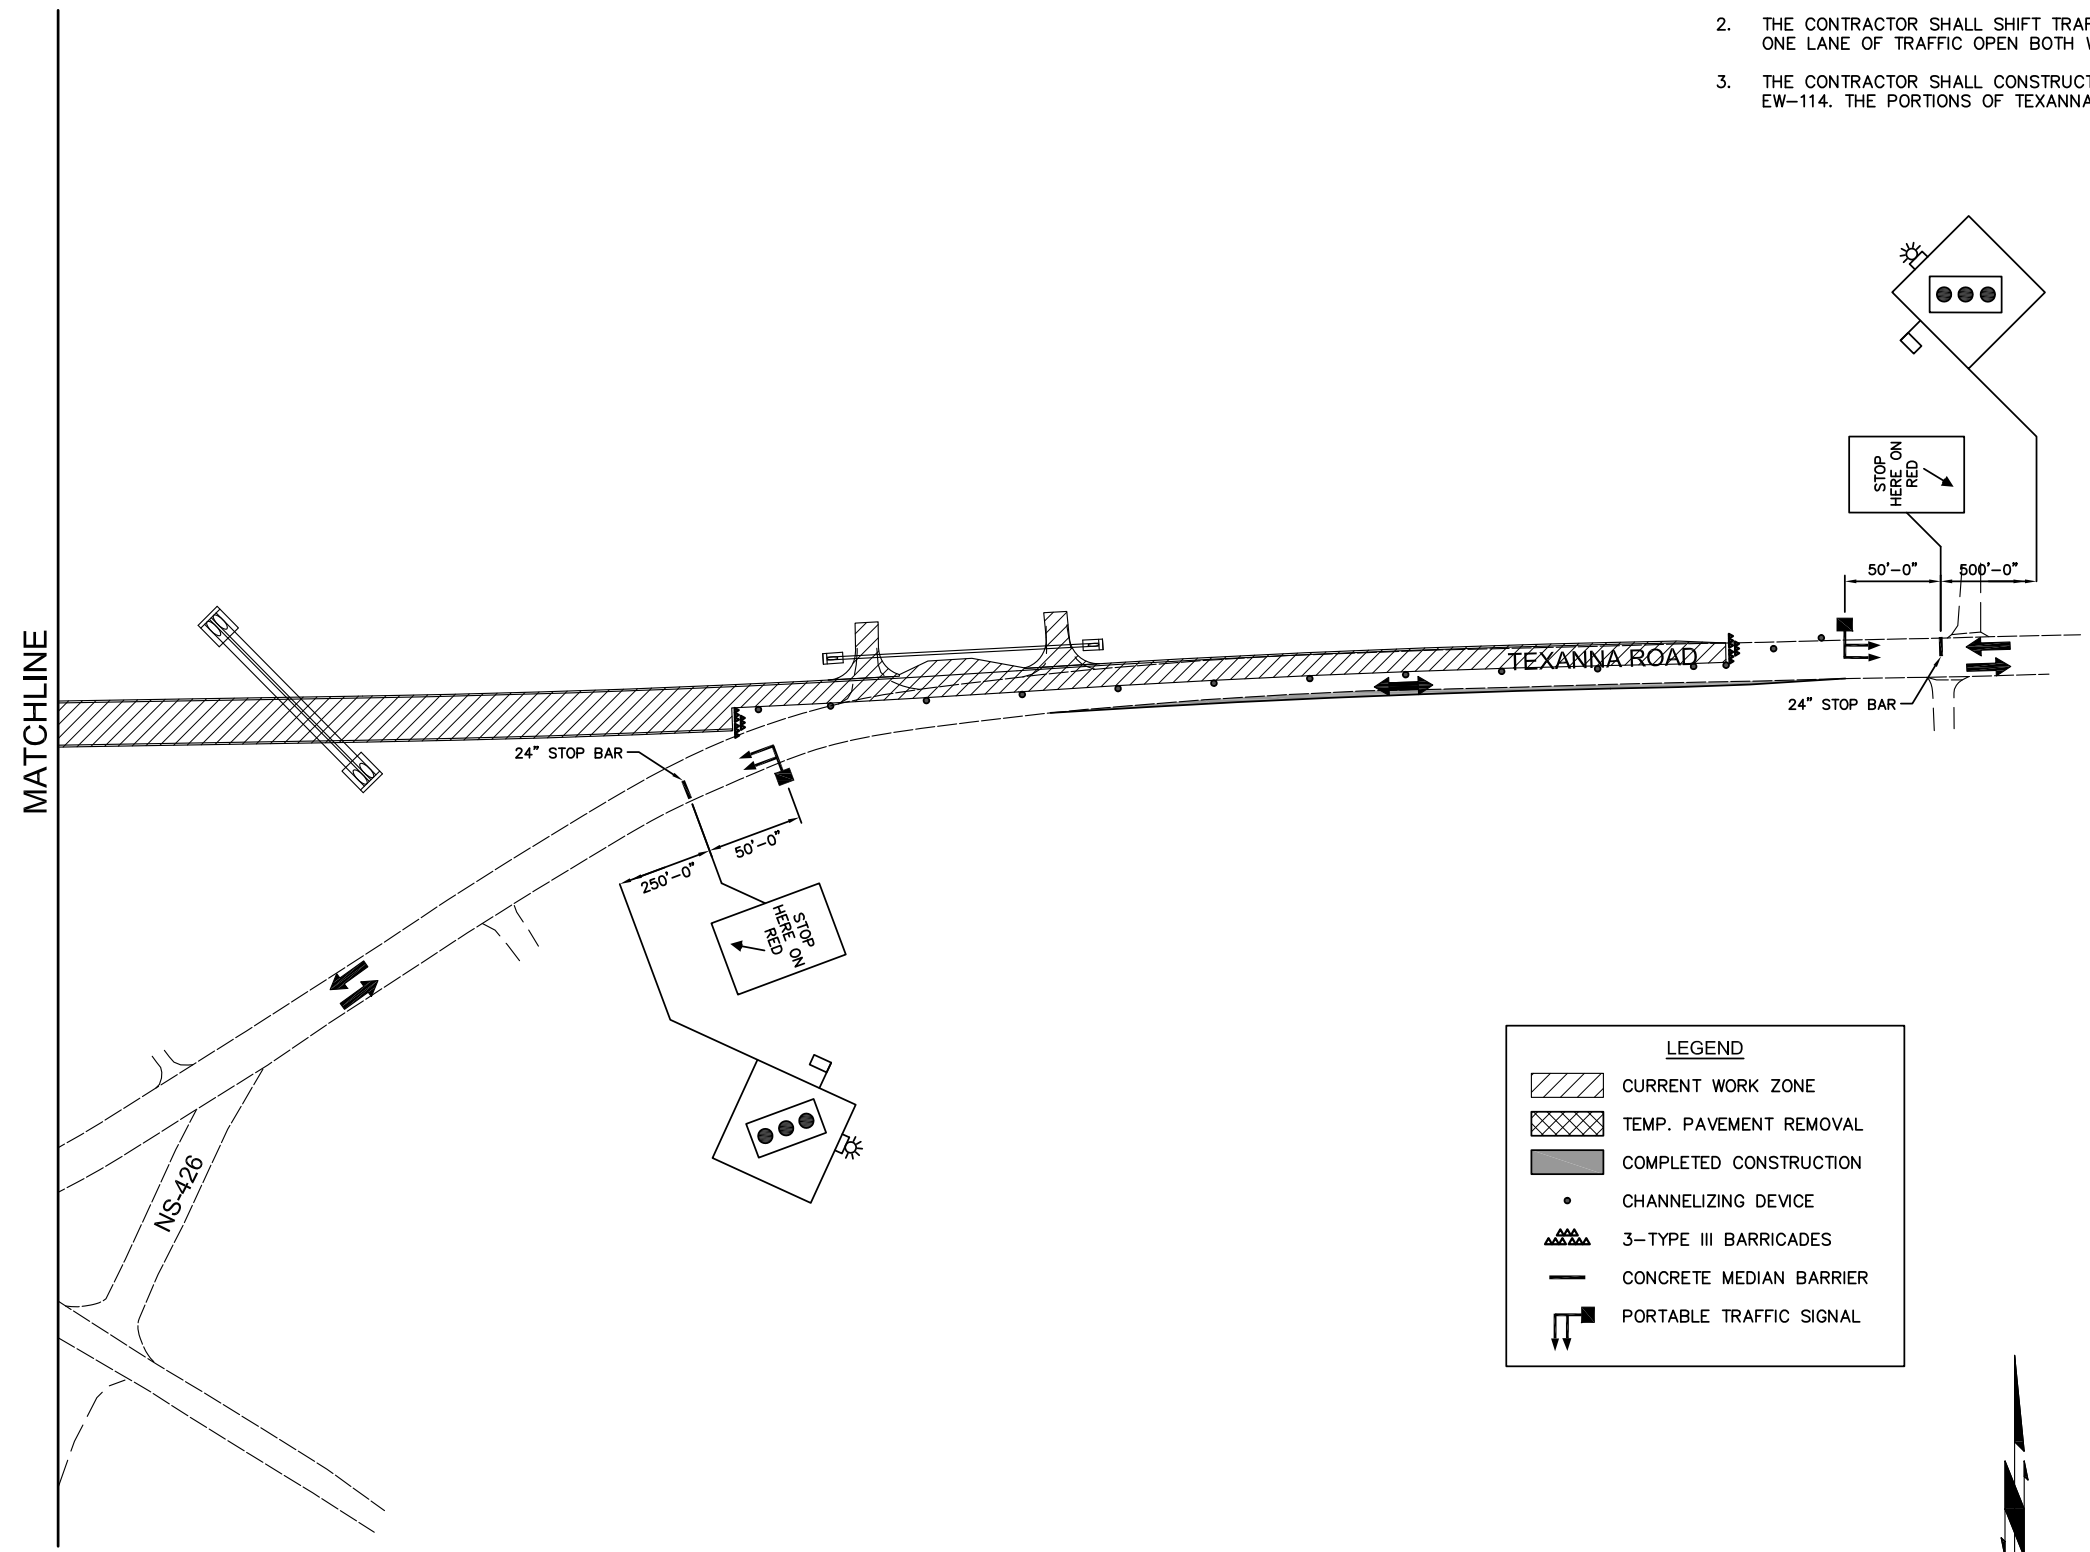 2. THE CONTRACTOR SHALL SHIFT
ONE LANE OF TRAFFIC OPEN BOTH
3. THE CONTRACTOR SHALL CONSTRUCT
EW-114. THE PORTIONS OF TEXANNA
STOP
HERE ON
RED
50'-0"
500'-0"
MATCHLINE
TEXANNA ROAD
24" STOP BAR
24" STOP BAR
50'-0"
250'-0"
STOP
HERE ON
RED
NS-426
LEGEND
CURRENT WORK ZONE
TEMP. PAVEMENT REMOVAL
COMPLETED CONSTRUCTION
CHANNELIZING DEVICE
3-TYPE III BARRICADES
CONCRETE MEDIAN BARRIER
PORTABLE TRAFFIC SIGNAL